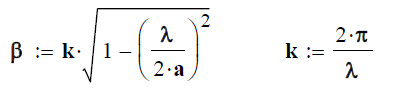 β := k·√(1 − (λ/(2·a))²)    k := (2·π)/λ